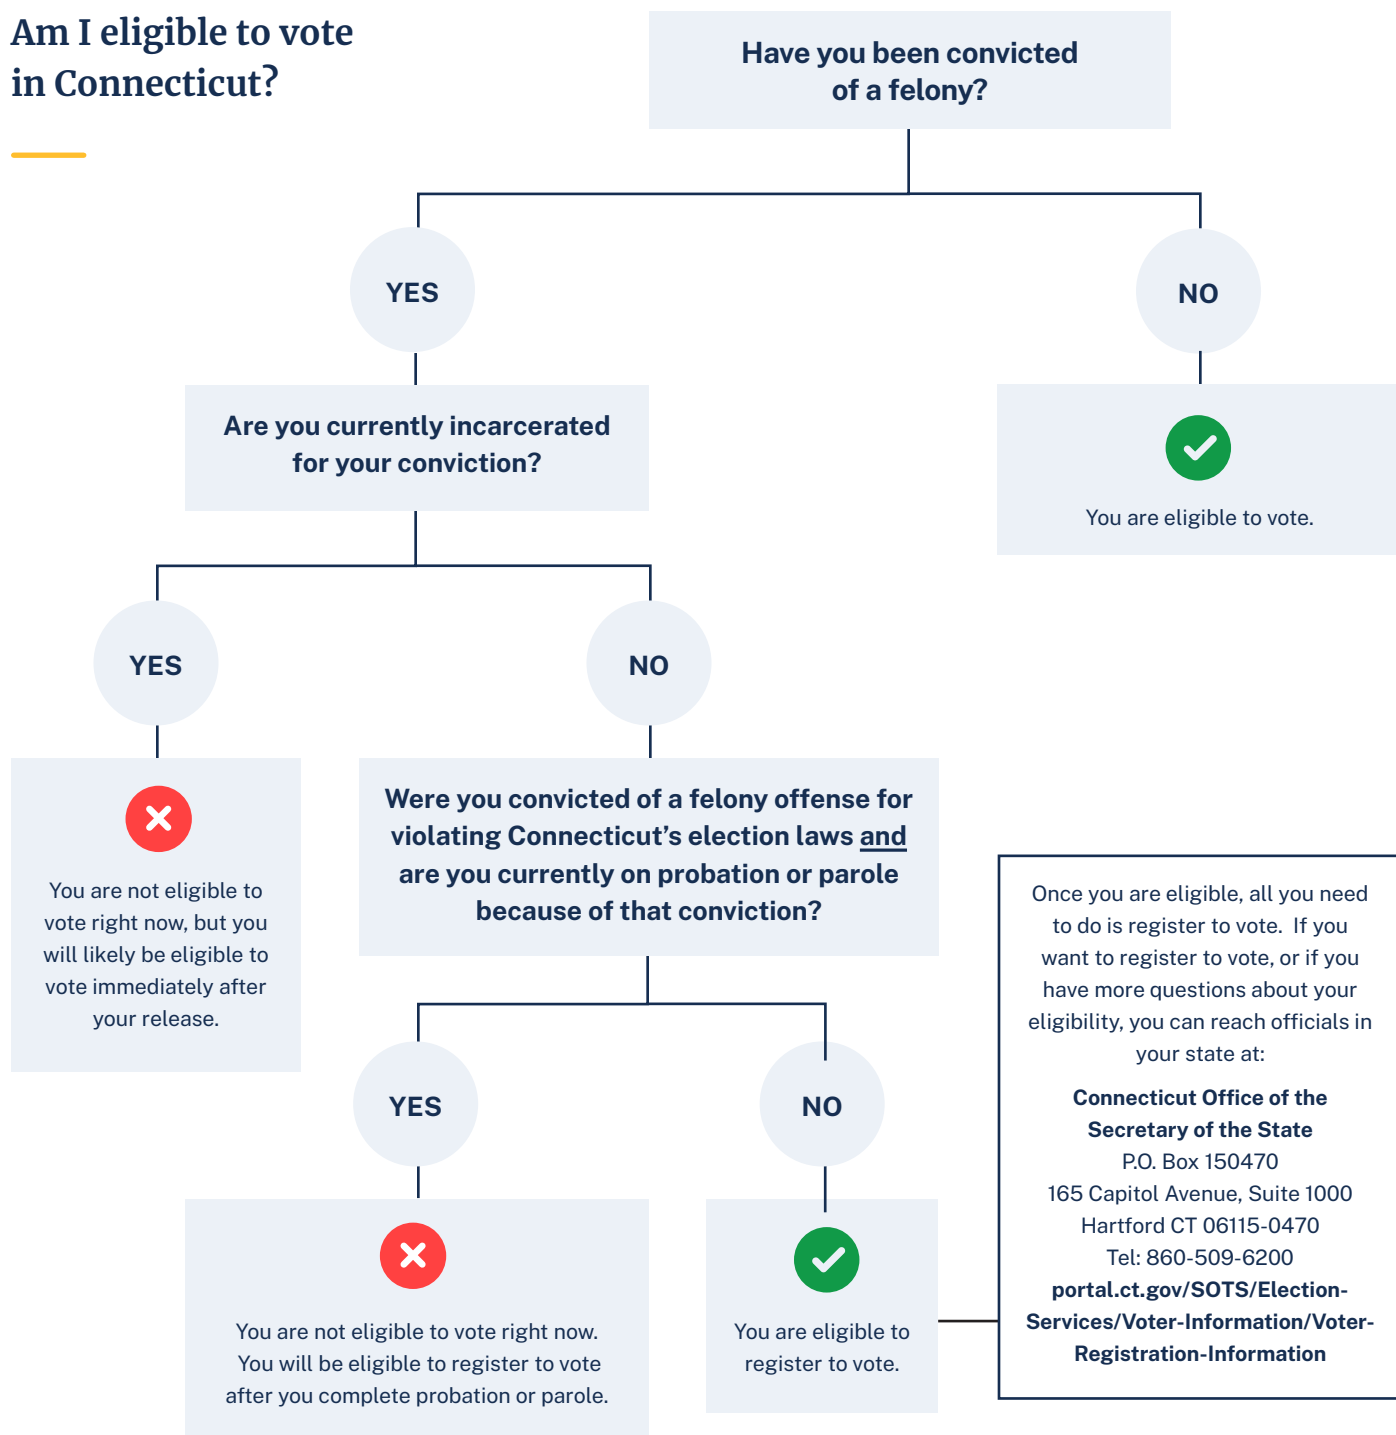 Am I eligible to vote
in Connecticut?
Have you been convicted
of a felony?
YES
NO
Are you currently incarcerated
for your conviction?
You are eligible to vote.
YES
NO
You are not eligible to
vote right now, but you
will likely be eligible to
vote immediately after
your release.
Were you convicted of a felony offense for
violating Connecticut's election laws and
are you currently on probation or parole
because of that conviction?
YES
NO
You are not eligible to vote right now.
You will be eligible to register to vote
after you complete probation or parole.
You are eligible to
register to vote.
Once you are eligible, all you need
to do is register to vote.  If you
want to register to vote, or if you
have more questions about your
eligibility, you can reach officials in
your state at:
Connecticut Office of the
Secretary of the State
P.O. Box 150470
165 Capitol Avenue, Suite 1000
Hartford CT 06115-0470
Tel: 860-509-6200
portal.ct.gov/SOTS/Election-
Services/Voter-Information/Voter-
Registration-Information